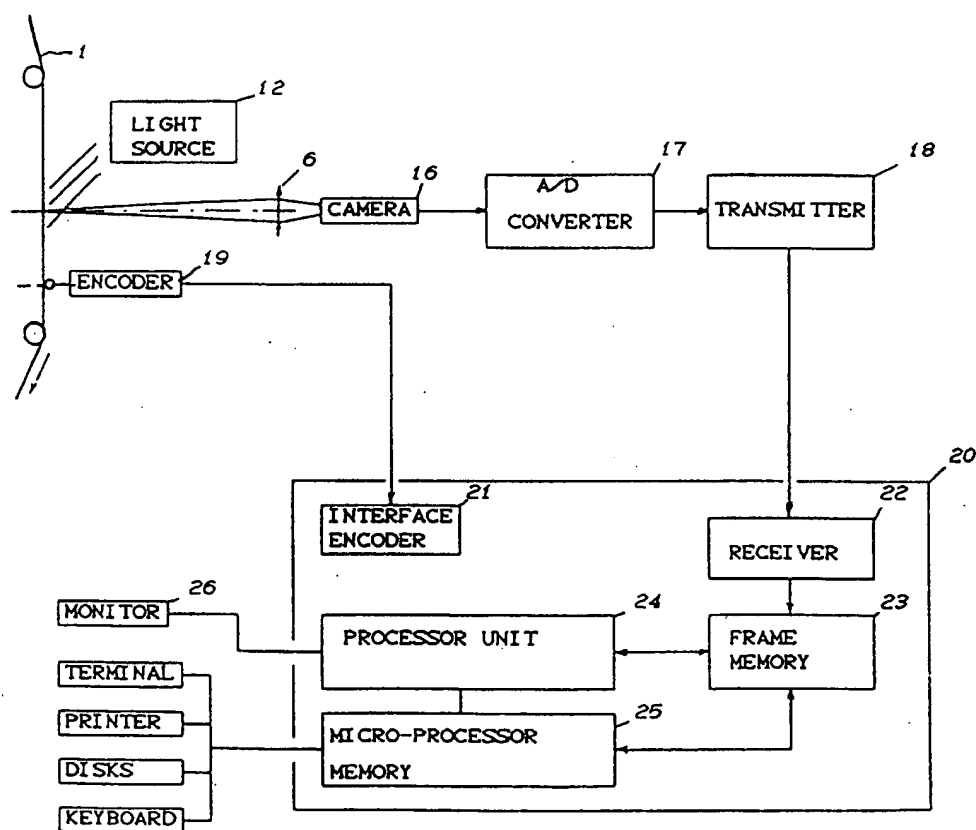 1
12
LIGHT
SOURCE
6
16
CAMERA
17
A/D
CONVERTER
18
TRANSMITTER
19
ENCODER
20
21
INTERFACE
ENCODER
22
RECEIVER
26
MONITOR
24
PROCESSOR UNIT
23
FRAME
MEMORY
TERMINAL
PRINTER
DISKS
KEYBOARD
25
MICRO-PROCESSOR
MEMORY